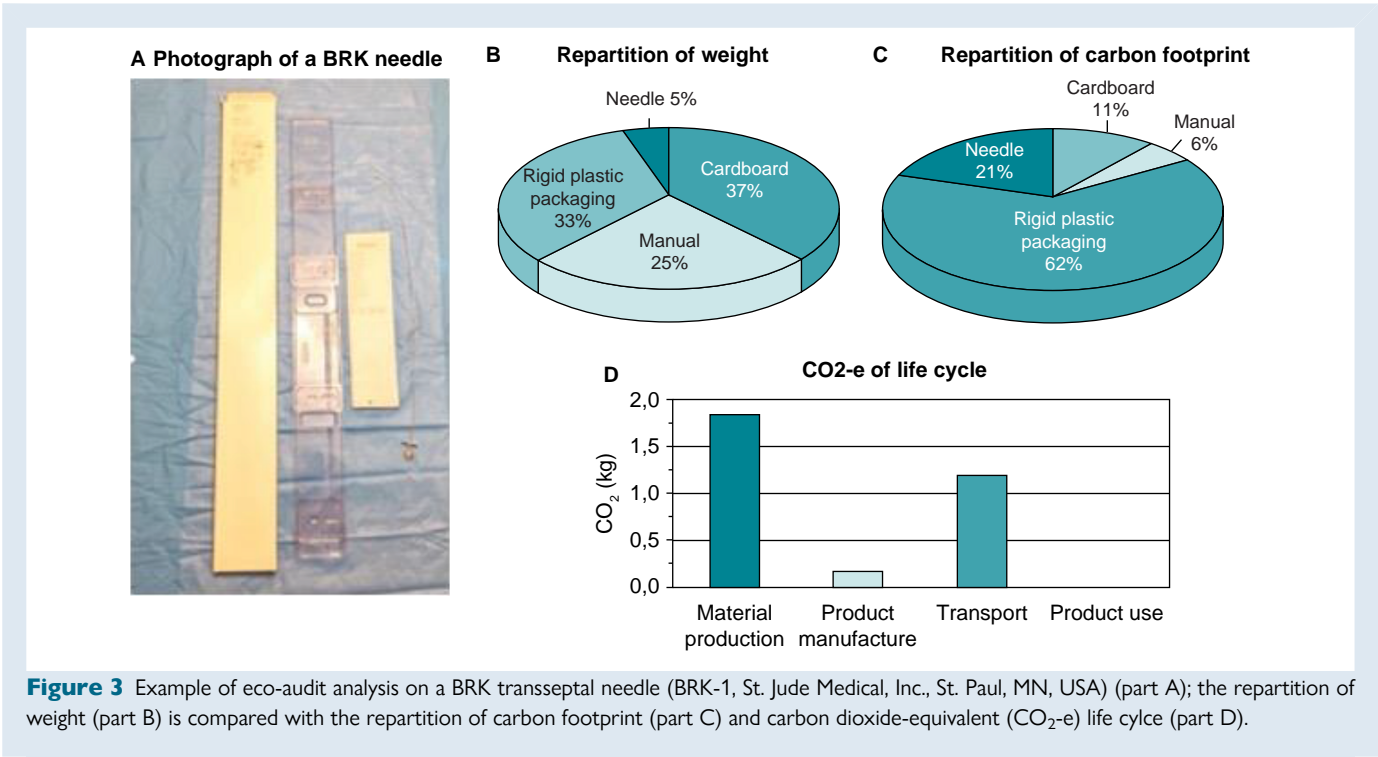 A Photograph of a BRK needle
B Repartition of weight
Needle 5%
Cardboard
37%
Rigid plastic
packaging
33%
Manual
25%
C Repartition of carbon footprint
Cardboard
11%
Manual
6%
Needle
21%
Rigid plastic
packaging
62%
D CO2-e of life cycle
CO₂ (kg)
2,0
1,5
1,0
0,5
0,0
Material
production
Product
manufacture
Transport
Product use
Figure 3 Example of eco-audit analysis on a BRK transseptal needle (BRK-1, St. Jude Medical, Inc., St. Paul, MN, USA) (part A); the repartition of
weight (part B) is compared with the repartition of carbon footprint (part C) and carbon dioxide-equivalent (CO₂-e) life cylce (part D).